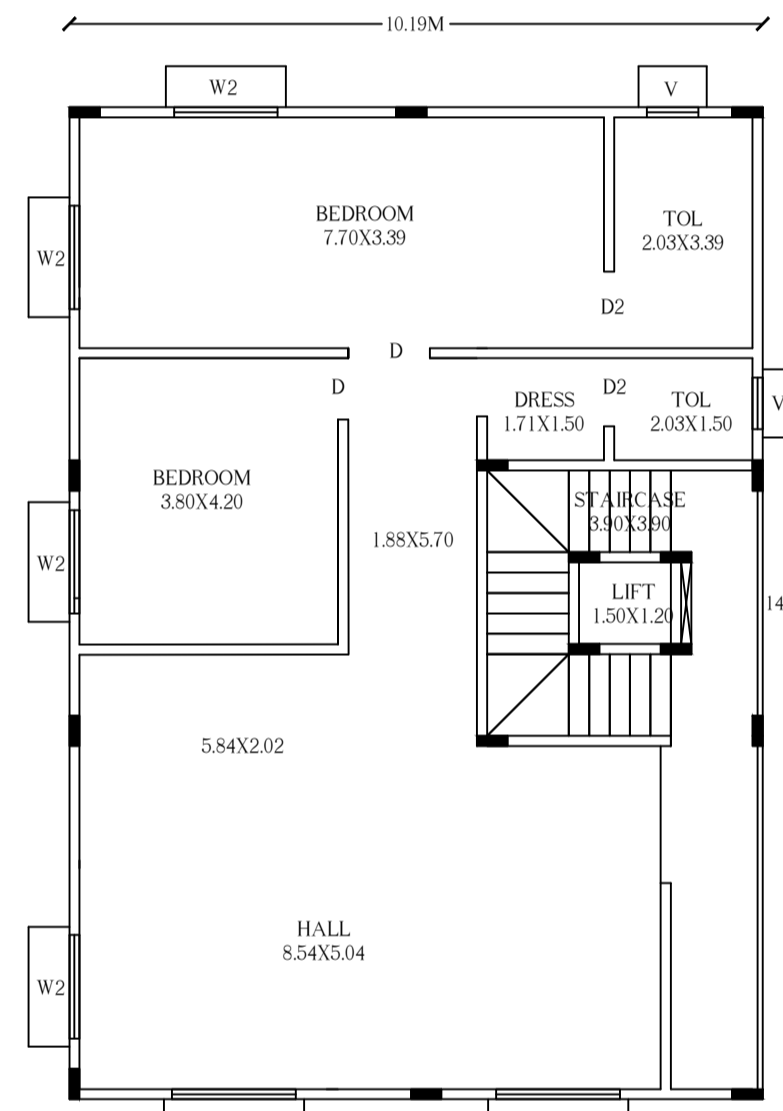 10.19M
W2
V
BEDROOM
7.70X3.39
TOL
2.03X3.39
W2
D2
D
D
D2
V
DRESS
1.71X1.50
TOL
2.03X1.50
BEDROOM
3.80X4.20
STAIRCASE
3.90X3.90
1.88X5.70
W2
LIFT
1.50X1.20
14
5.84X2.02
HALL
8.54X5.04
W2